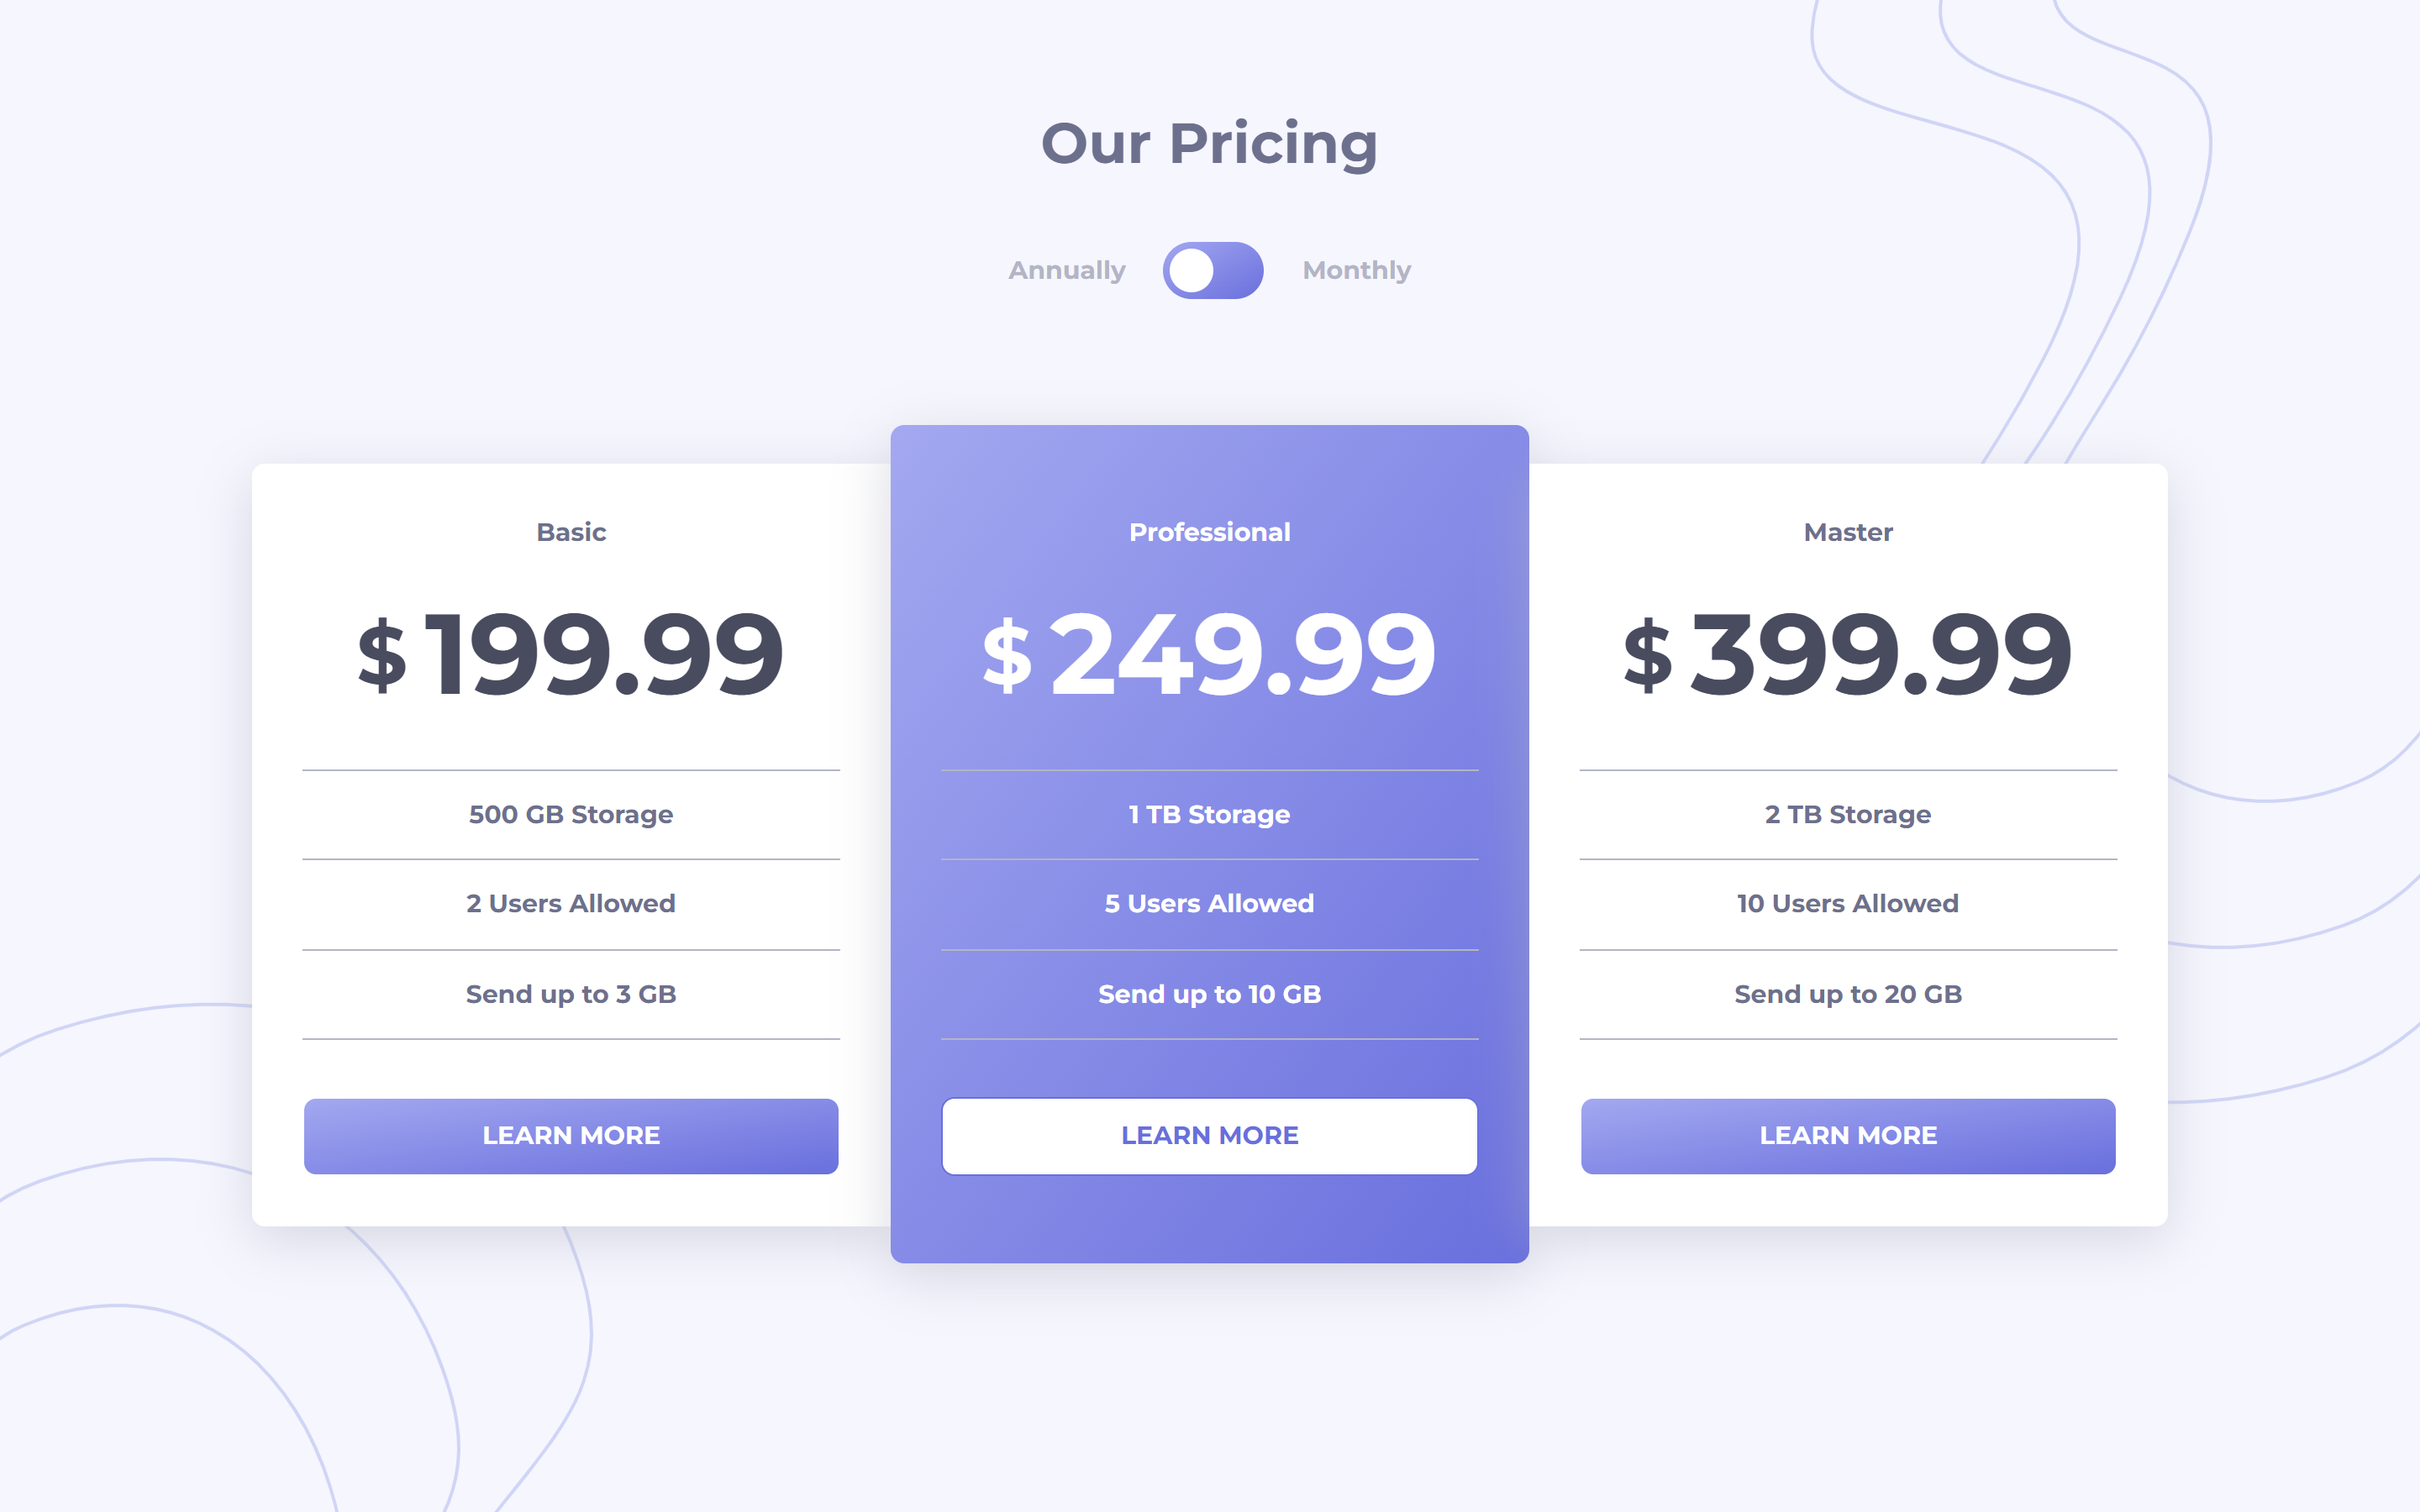 Our Pricing
Annually Monthly
Basic
$ 199.99
500 GB Storage
2 Users Allowed
Send up to 3 GB
LEARN MORE
Professional
$ 249.99
1 TB Storage
5 Users Allowed
Send up to 10 GB
LEARN MORE
Master
$ 399.99
2 TB Storage
10 Users Allowed
Send up to 20 GB
LEARN MORE